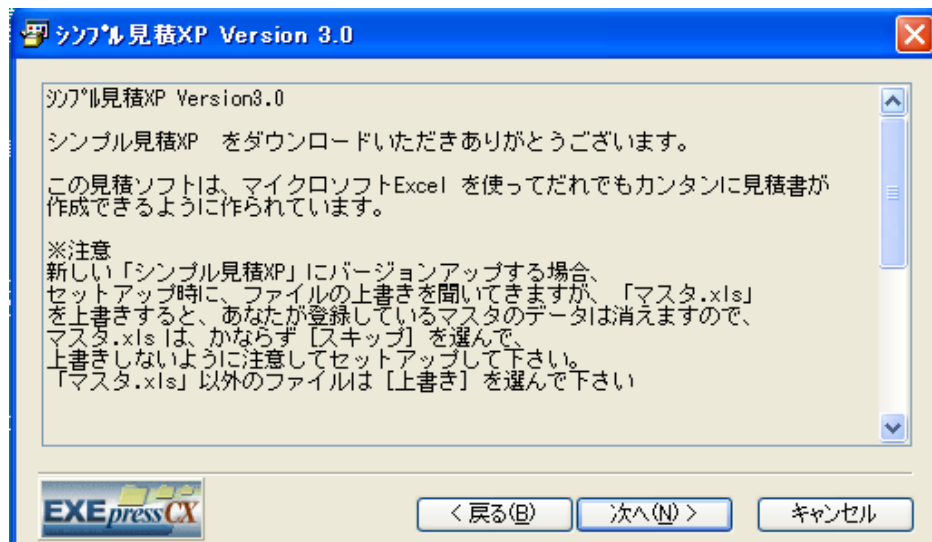 ｼﾝﾌﾟﾙ見積XP Version 3.0
ｼﾝﾌﾟﾙ見積XP Version3.0
シンプル見積XP　をダウンロードいただきありがとうございます。
この見積ソフトは、マイクロソフトExcel を使ってだれでもカンタンに見積書が
作成できるように作られています。
※注意
新しい「シンプル見積XP」にバージョンアップする場合、
セットアップ時に、ファイルの上書きを聞いてきますが、「マスタ.xls」
を上書きすると、あなたが登録しているマスタのデータは消えますので、
マスタ.xls は、かならず［スキップ］を選んで、
上書きしないように注意してセットアップして下さい。
「マスタ.xls」以外のファイルは［上書き］を選んで下さい
EXEpressCX
< 戻る(B)
次へ(N) >
キャンセル